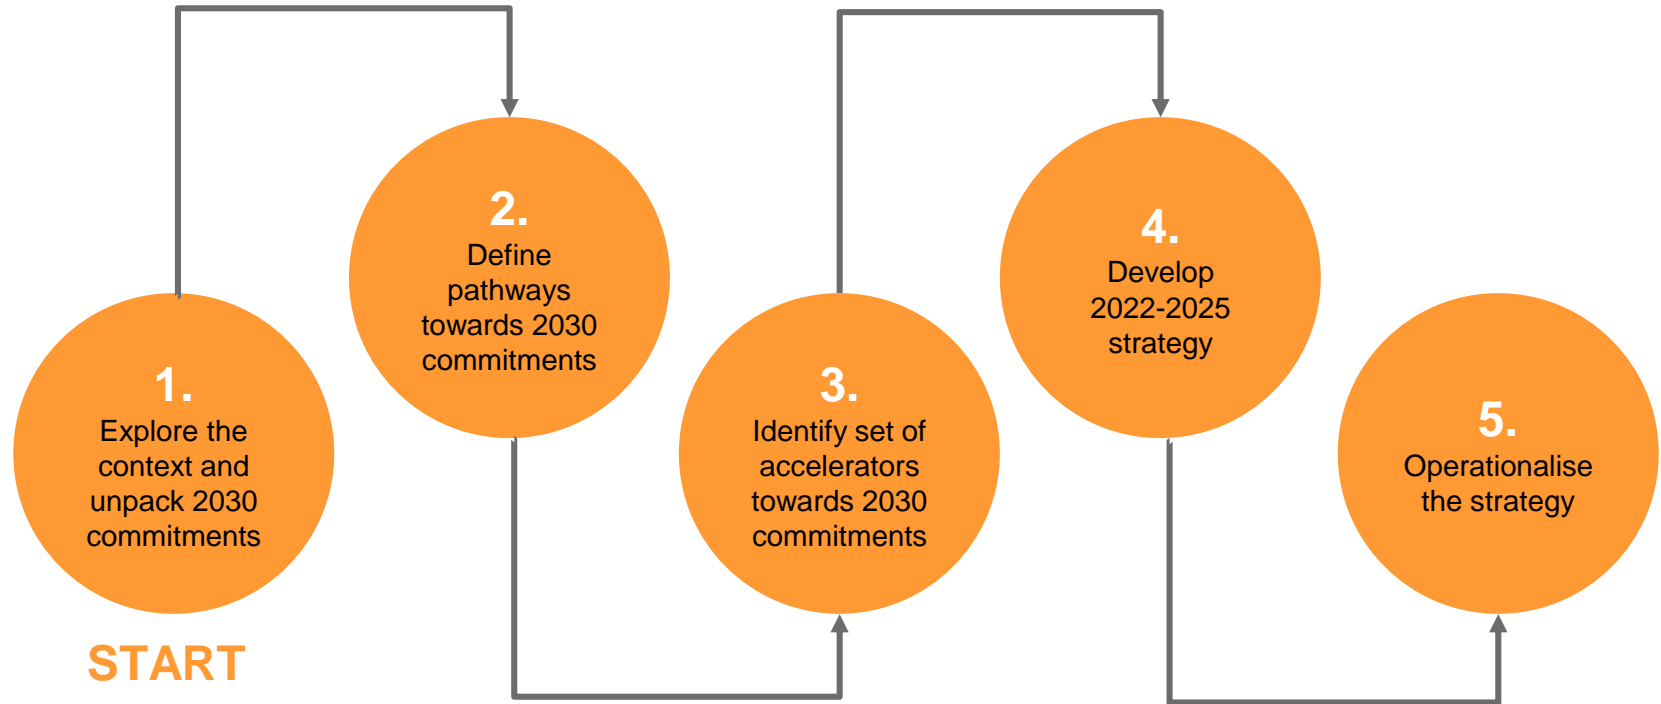 1.
Explore the
context and
unpack 2030
commitments
START
2.
Define
pathways
towards 2030
commitments
3.
Identify set of
accelerators
towards 2030
commitments
4.
Develop
2022-2025
strategy
5.
Operationalise
the strategy